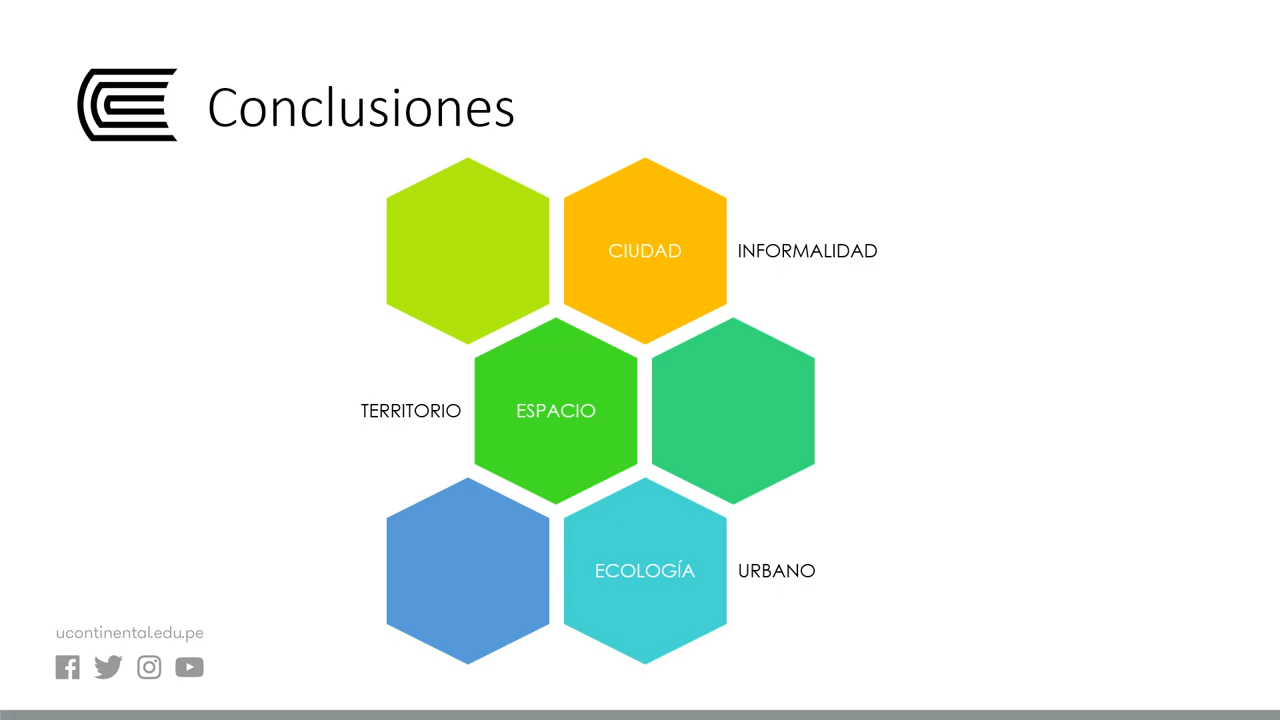 Conclusiones
CIUDAD
INFORMALIDAD
TERRITORIO
ESPACIO
ECOLOGÍA
URBANO
ucontinental.edu.pe